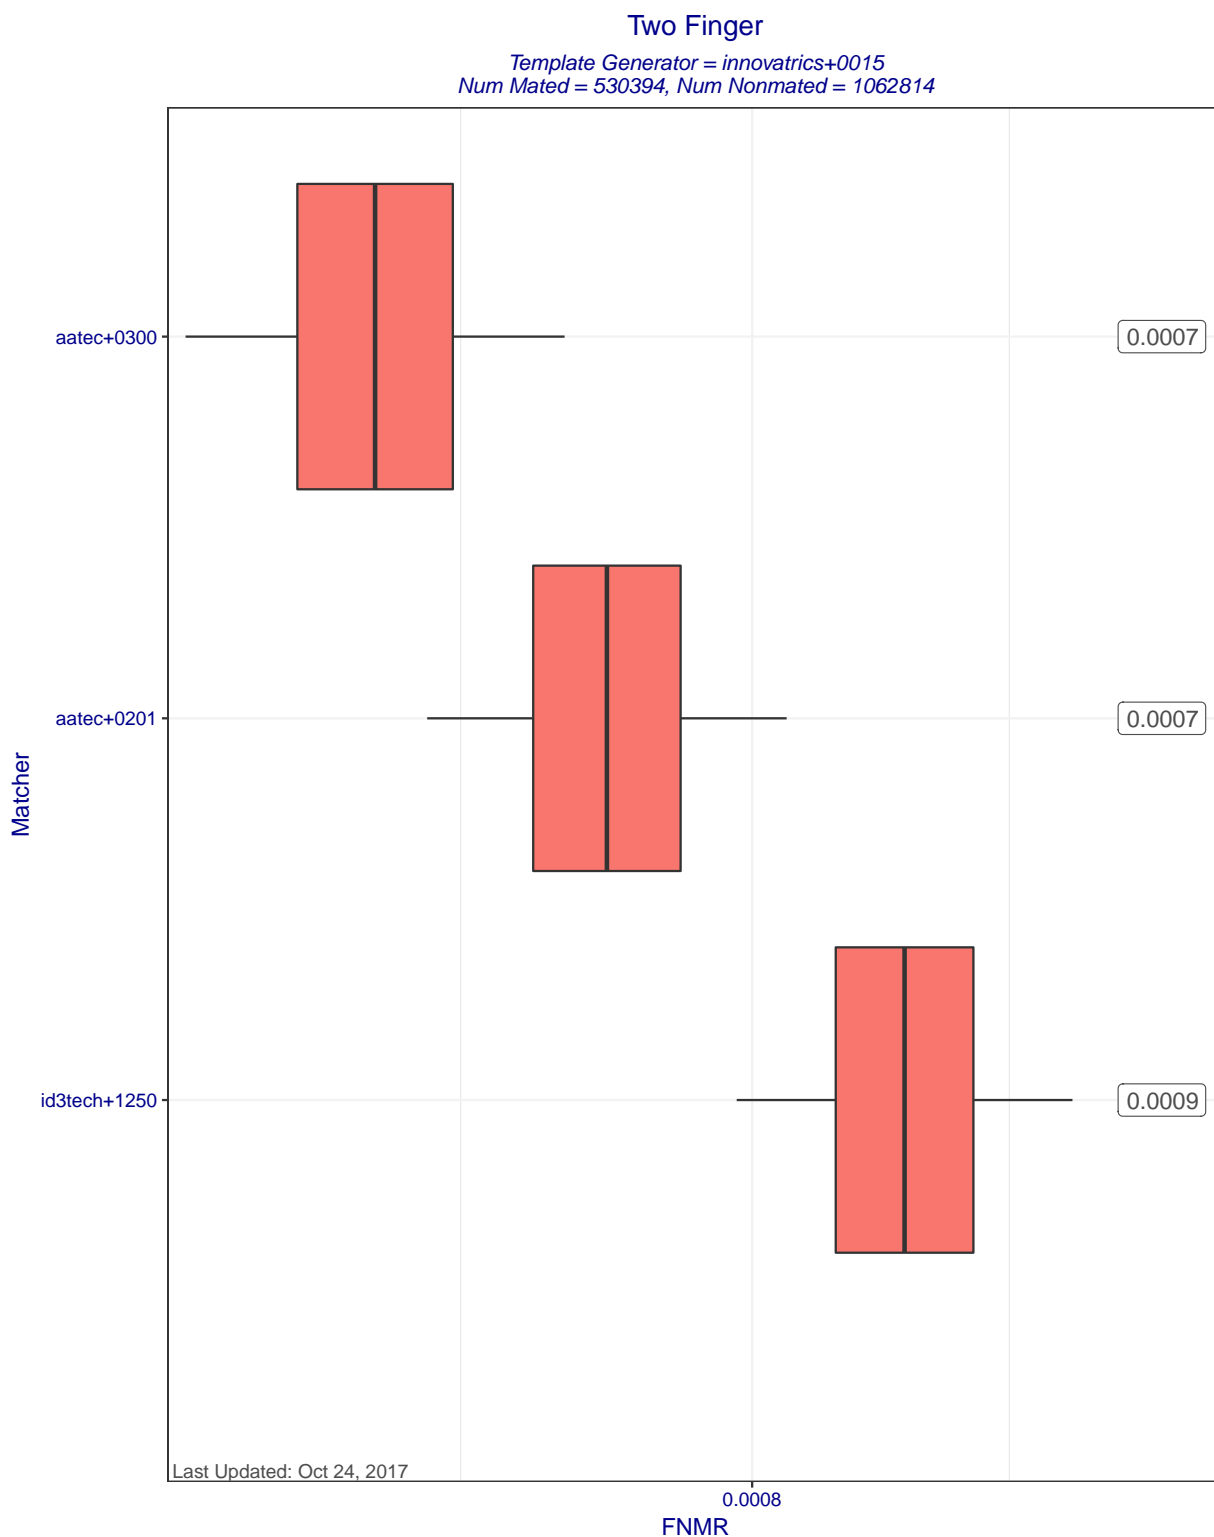 Two Finger
Template Generator = innovatrics+0015
Num Mated = 530394, Num Nonmated = 1062814
aatec+0300
0.0007
aatec+0201
0.0007
Matcher
id3tech+1250
0.0009
Last Updated: Oct 24, 2017
0.0008
FNMR